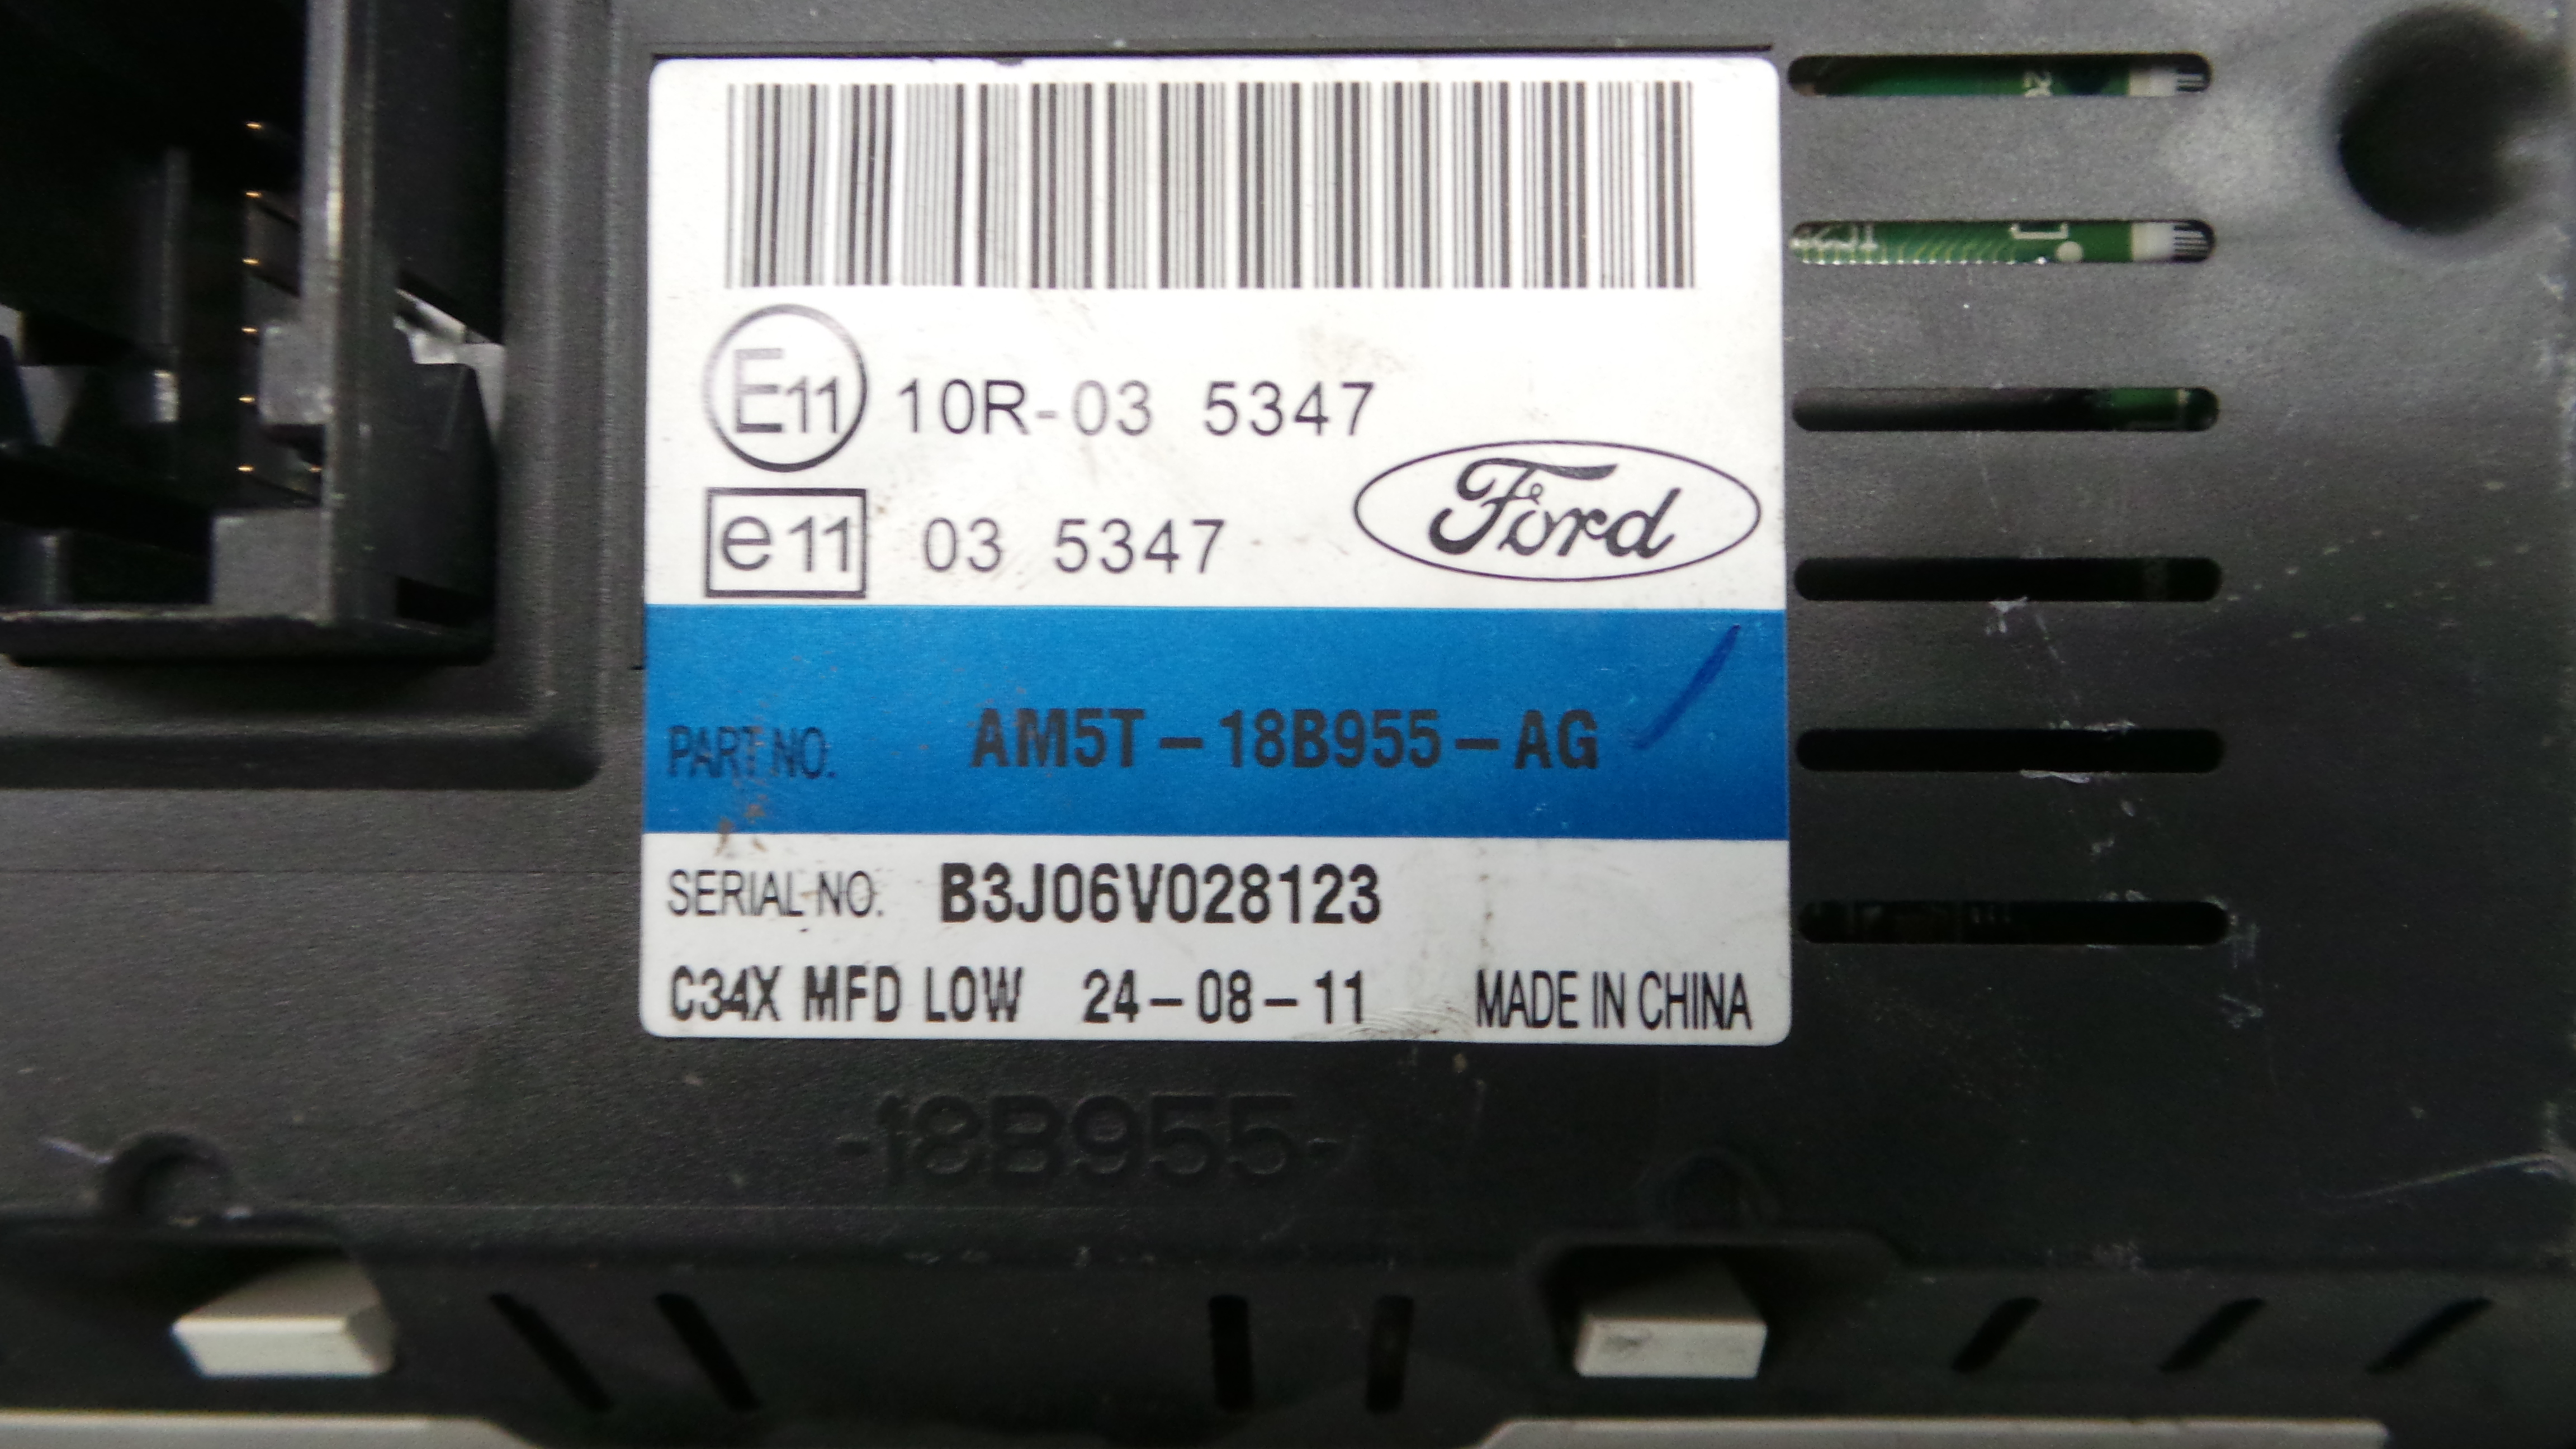 E11 10R-03 5347
e11 03 5347
Ford
PART NO. AM5T-18B955-AG
SERIAL NO. B3J06V028123
C34X MFD LOW 24-08-11 MADE IN CHINA
-18B955-